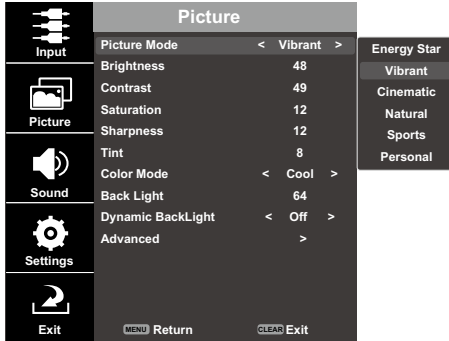 Input
Picture
Sound
Settings
Exit
Picture
Picture Mode < Vibrant >
Brightness 48
Contrast 49
Saturation 12
Sharpness 12
Tint 8
Color Mode < Cool >
Back Light 64
Dynamic BackLight < Off >
Advanced >
MENU Return CLEAR Exit
Energy Star
Vibrant
Cinematic
Natural
Sports
Personal